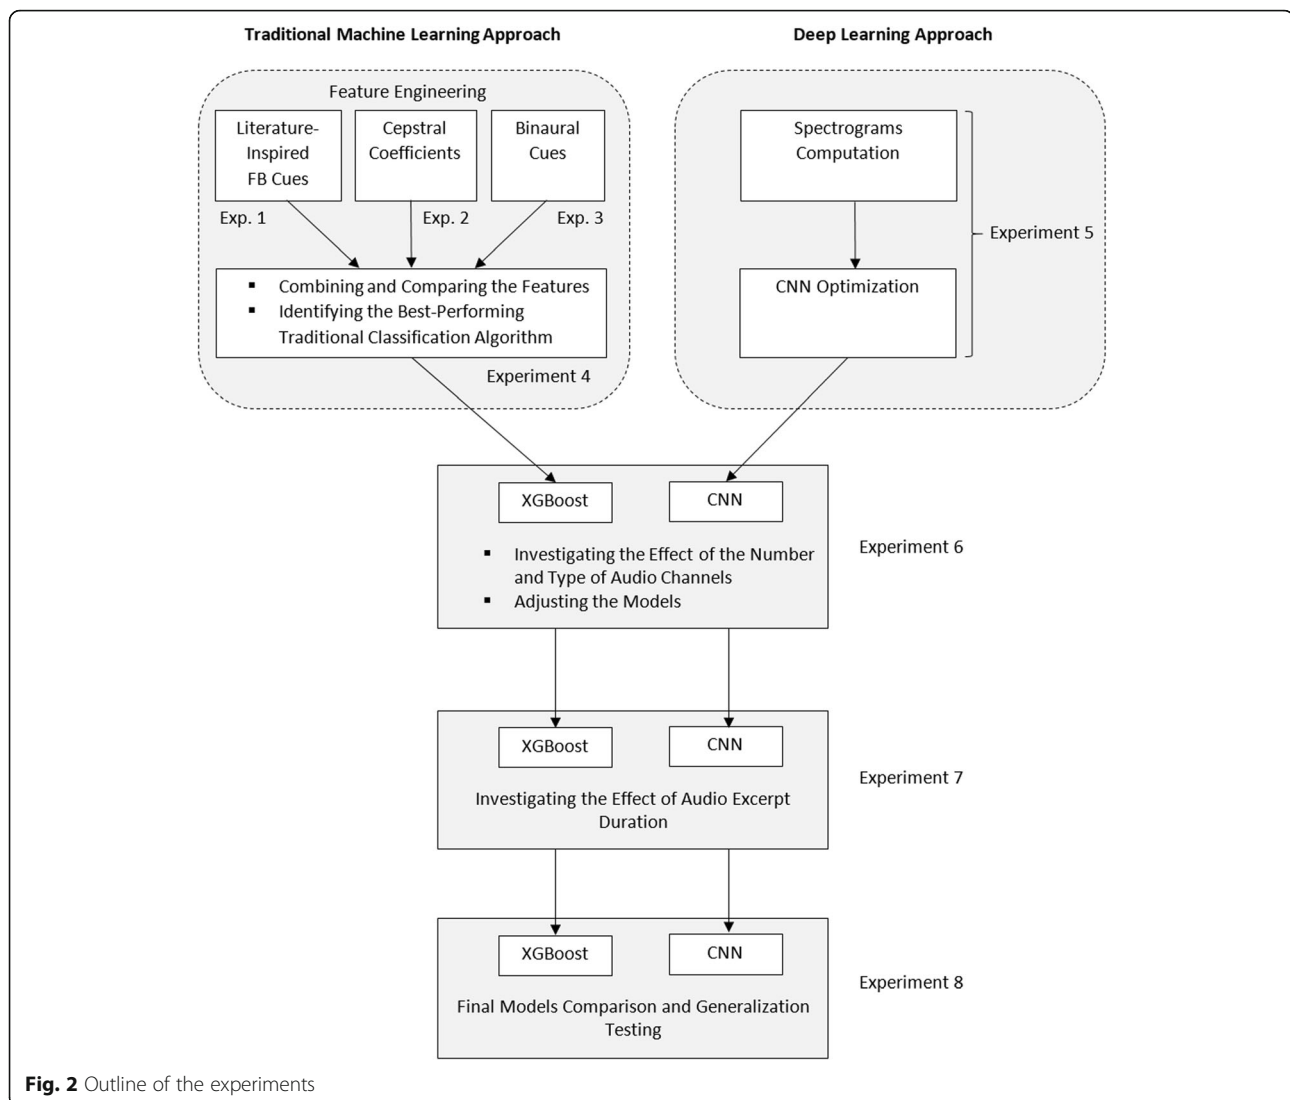 Traditional Machine Learning Approach
Feature Engineering
Literature-
Inspired
FB Cues
Cepstral
Coefficients
Binaural
Cues
Exp. 1
Exp. 2
Exp. 3
▪ Combining and Comparing the Features
▪ Identifying the Best-Performing
Traditional Classification Algorithm
Experiment 4
Deep Learning Approach
Spectrograms
Computation
CNN Optimization
Experiment 5
XGBoost
CNN
▪ Investigating the Effect of the Number
and Type of Audio Channels
▪ Adjusting the Models
Experiment 6
XGBoost
CNN
Investigating the Effect of Audio Excerpt
Duration
Experiment 7
XGBoost
CNN
Final Models Comparison and Generalization
Testing
Experiment 8
Fig. 2 Outline of the experiments